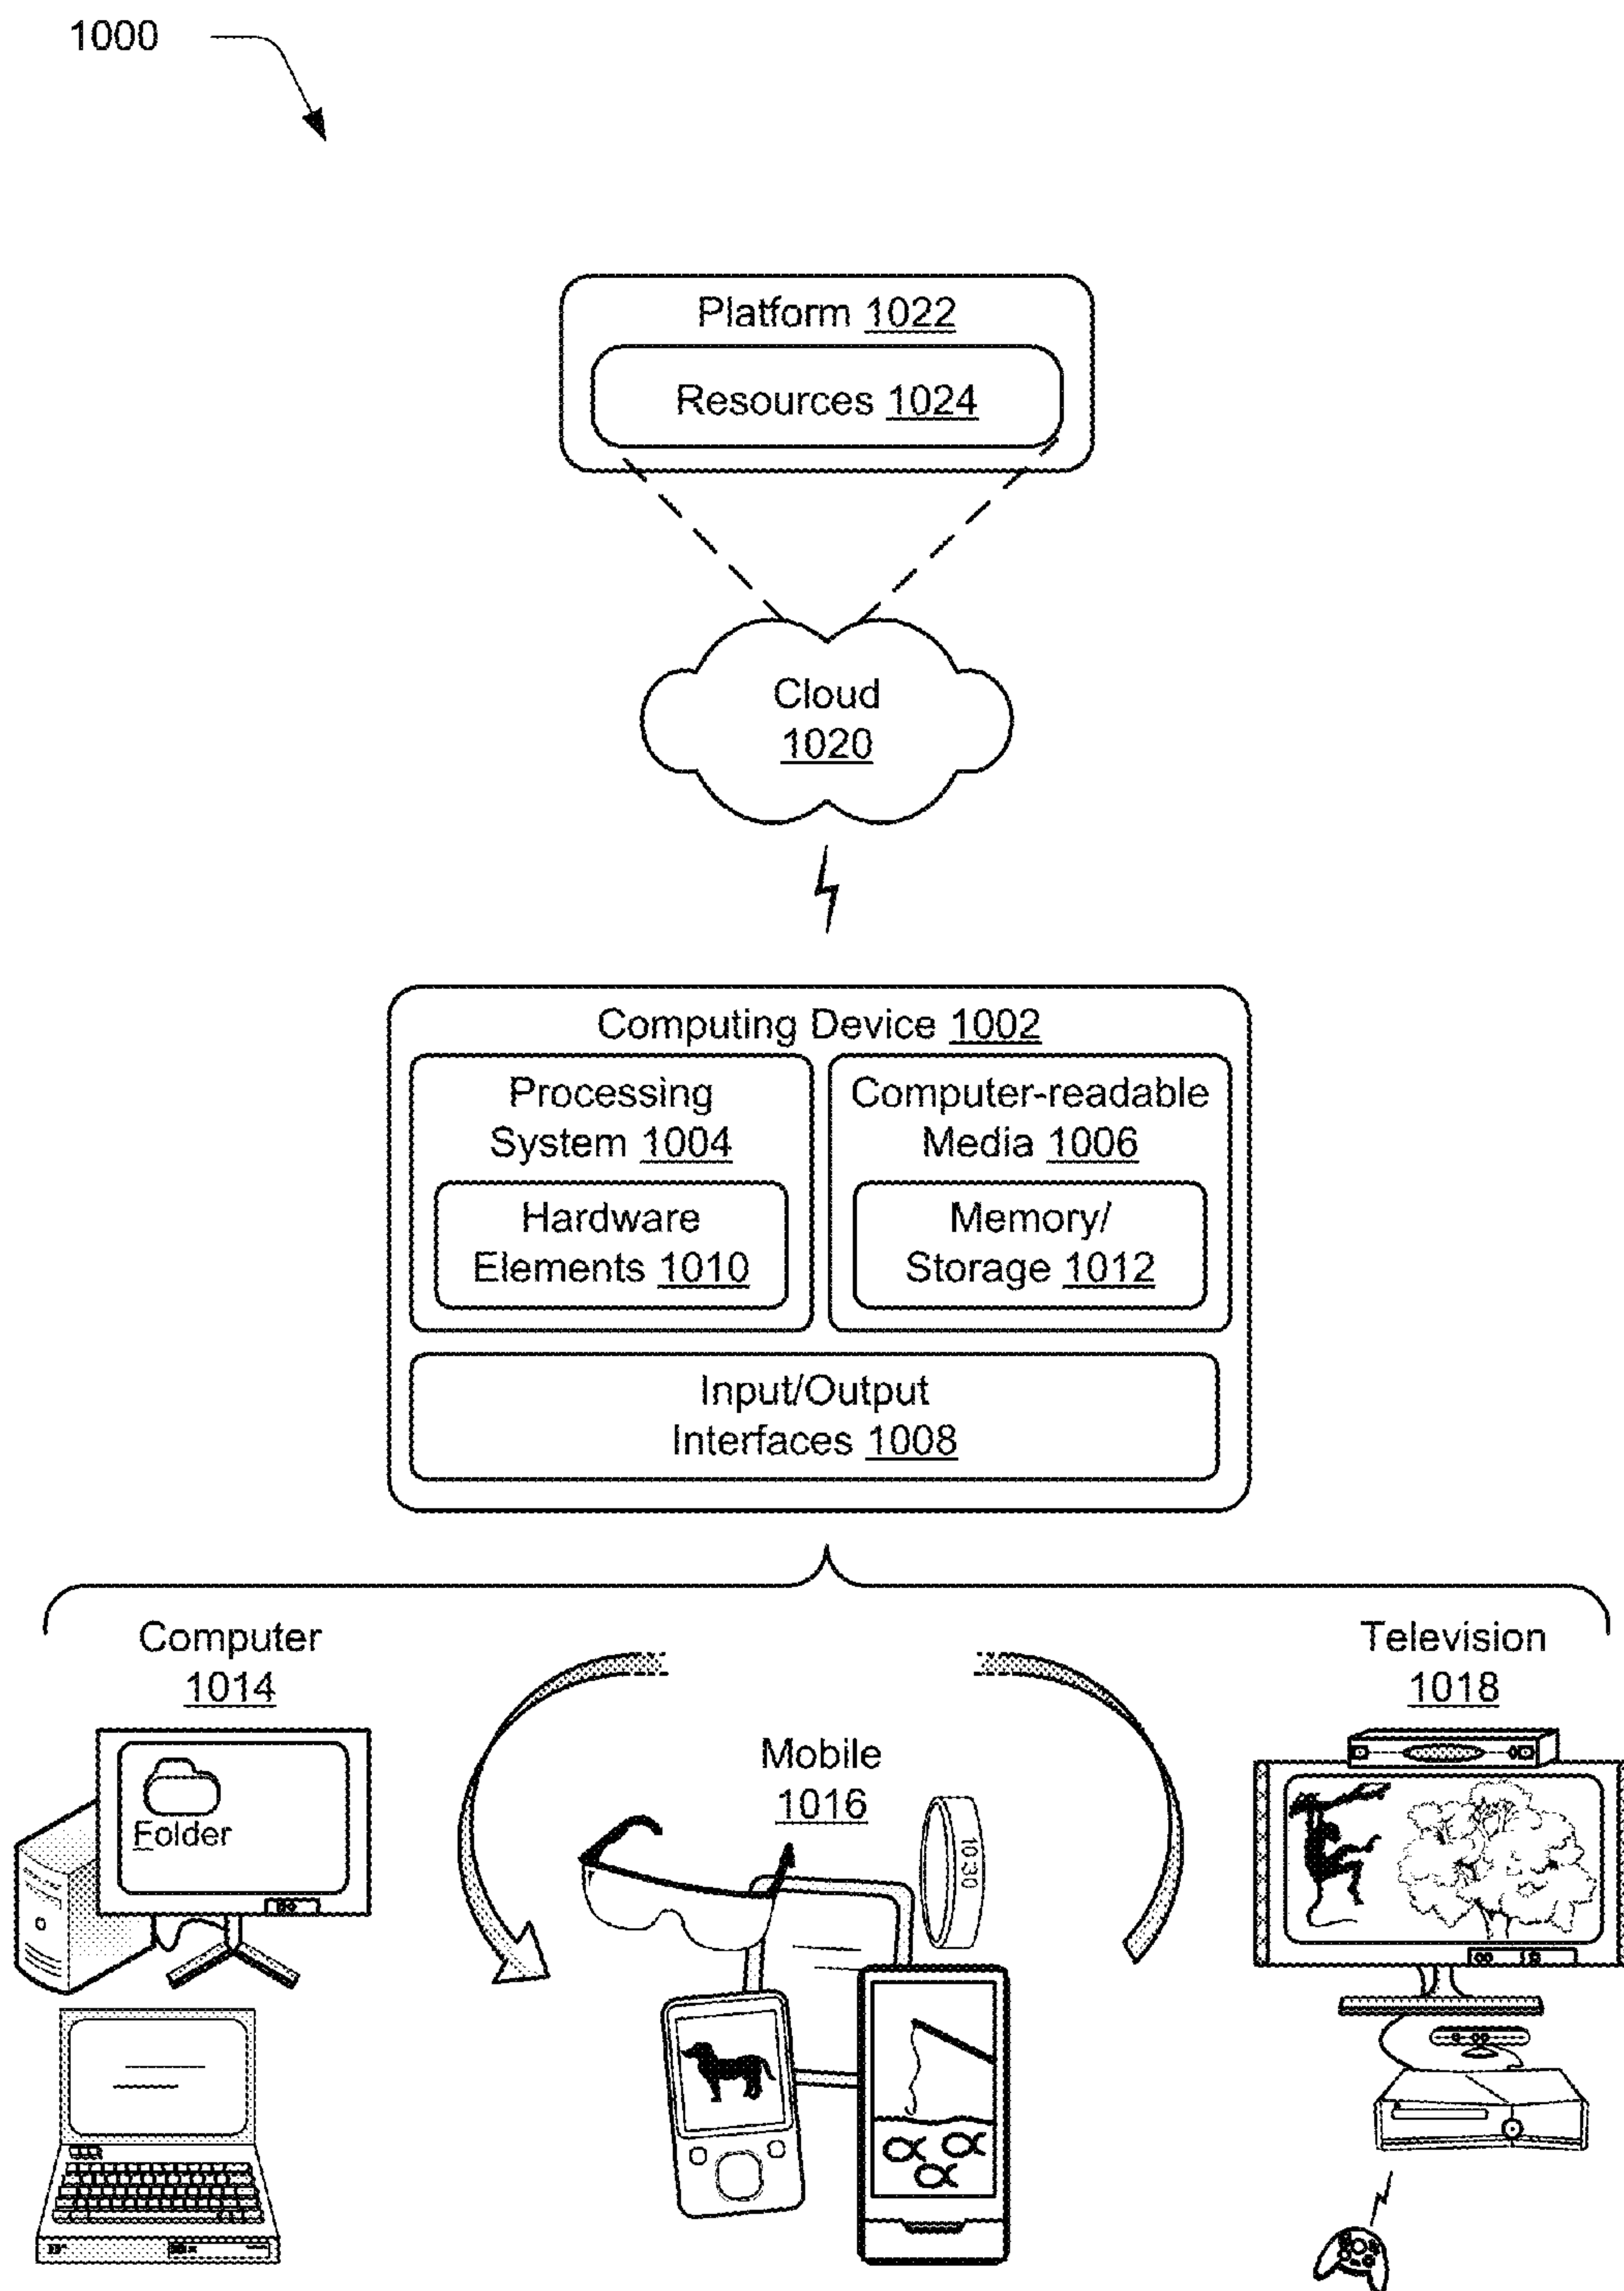 1000
Platform 1022
Resources 1024
Cloud
1020
Computing Device 1002
Processing
System 1004
Hardware
Elements 1010
Computer-readable
Media 1006
Memory/
Storage 1012
Input/Output
Interfaces 1008
Computer
1014
Folder
Mobile
1016
10:30
Television
1018